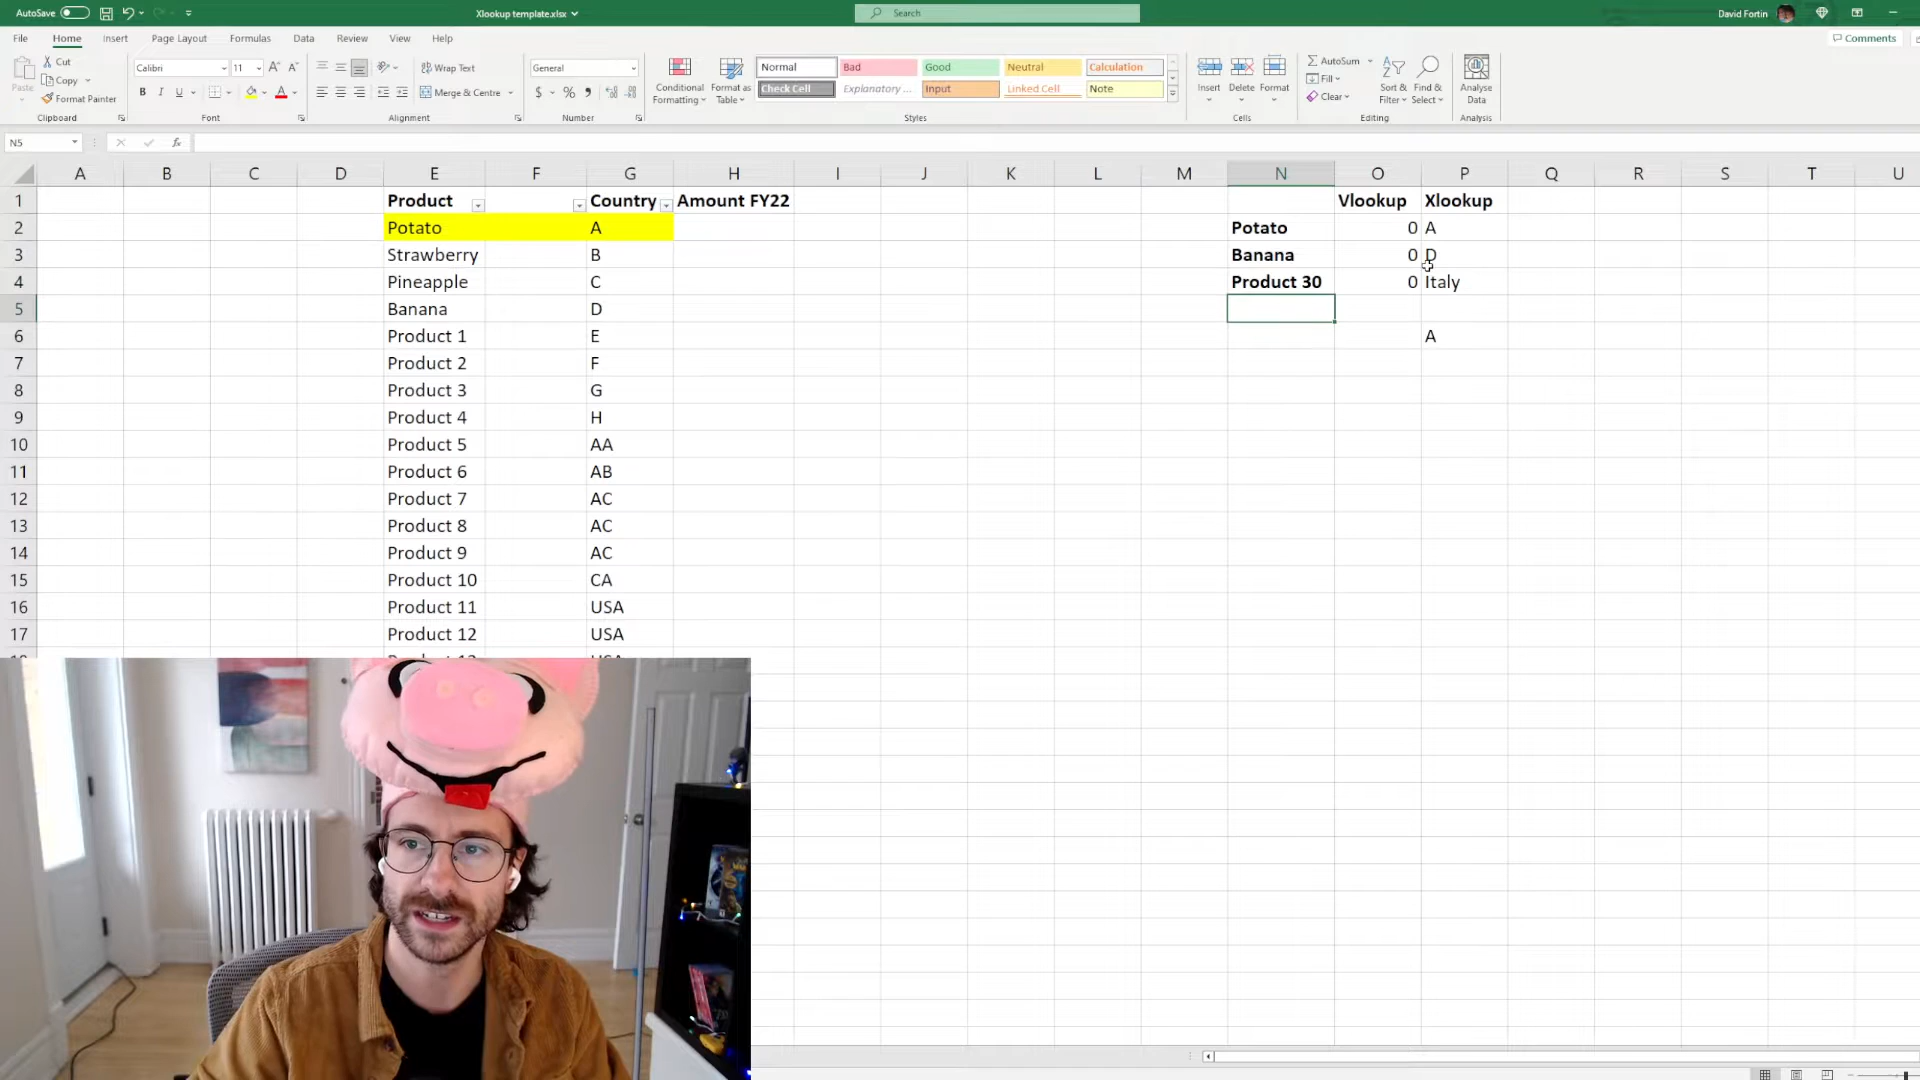 AutoSave
Xlookup template.xlsx
Search
David Fortin
File Home Insert Page Layout Formulas Data Review View Help
Comments
Paste
Cut
Copy
Format Painter
Clipboard
Calibri 11
B I U
Font
Wrap Text
Merge & Centre
Alignment
General
$ % ,
Number
Conditional Formatting
Format as Table
Normal Bad Good Neutral Calculation
Check Cell Explanatory ... Input Linked Cell Note
Styles
Insert Delete Format
Cells
AutoSum
Fill
Clear
Sort & Filter
Find & Select
Editing
Analyse Data
Analysis
N5
fx
A B C D E F G H I J K L M N O P Q R S T U
1 Product Country Amount FY22 Vlookup Xlookup
2 Potato A Potato 0 A
3 Strawberry B Banana 0 D
4 Pineapple C Product 30 0 Italy
5 Banana D
6 Product 1 E A
7 Product 2 F
8 Product 3 G
9 Product 4 H
10 Product 5 AA
11 Product 6 AB
12 Product 7 AC
13 Product 8 AC
14 Product 9 AC
15 Product 10 CA
16 Product 11 USA
17 Product 12 USA